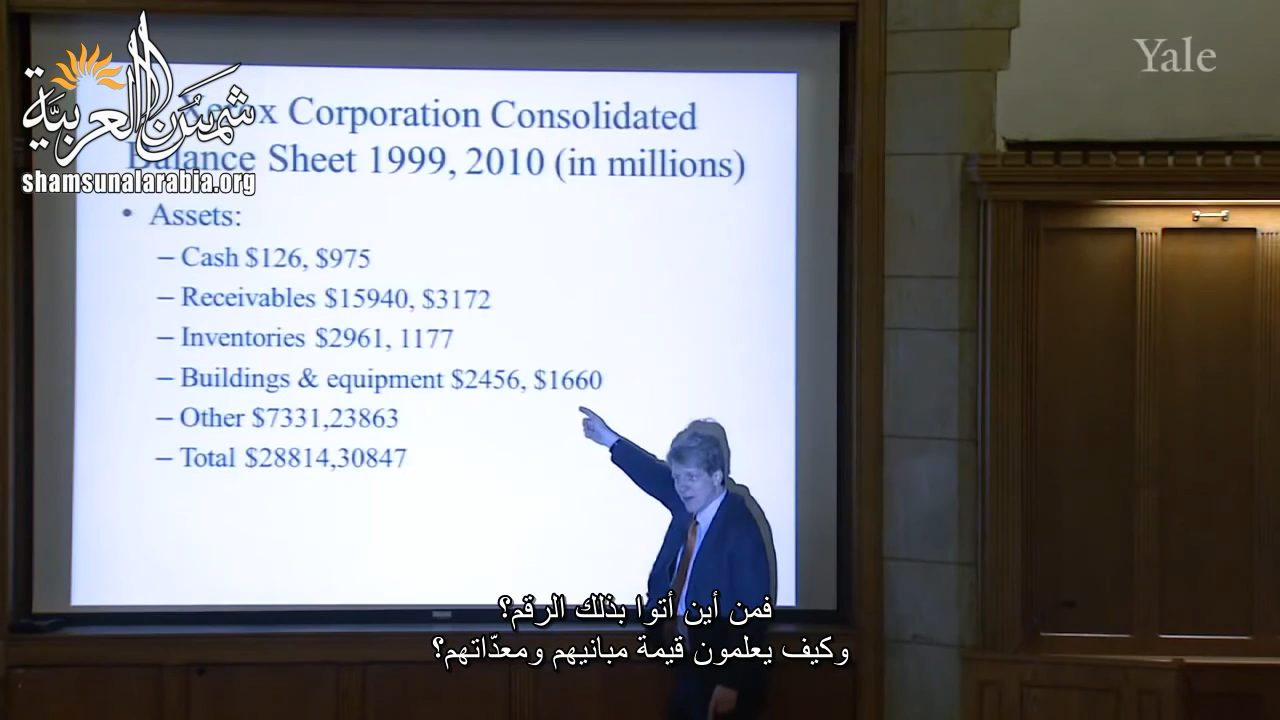 شمس العربية
shamsunalarabia.org
Yale
Xerox Corporation Consolidated
Balance Sheet 1999, 2010 (in millions)
• Assets:
– Cash $126, $975
– Receivables $15940, $3172
– Inventories $2961, 1177
– Buildings & equipment $2456, $1660
– Other $7331,23863
– Total $28814,30847
فمن أين أتوا بذلك الرقم؟
وكيف يعلمون قيمة مبانيهم ومعدّاتهم؟